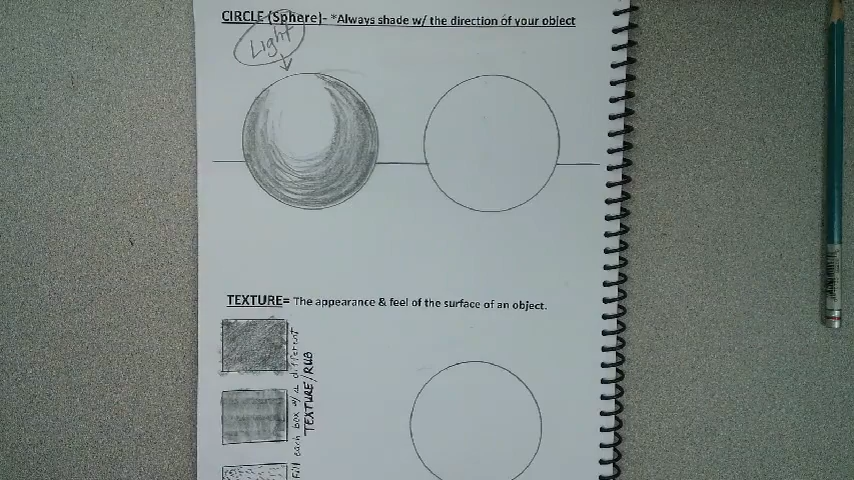 CIRCLE (Sphere)- *Always shade w/ the direction of your object
Light
TEXTURE= The appearance & feel of the surface of an object.
Fill each box w/ a different
TEXTURE/RUB